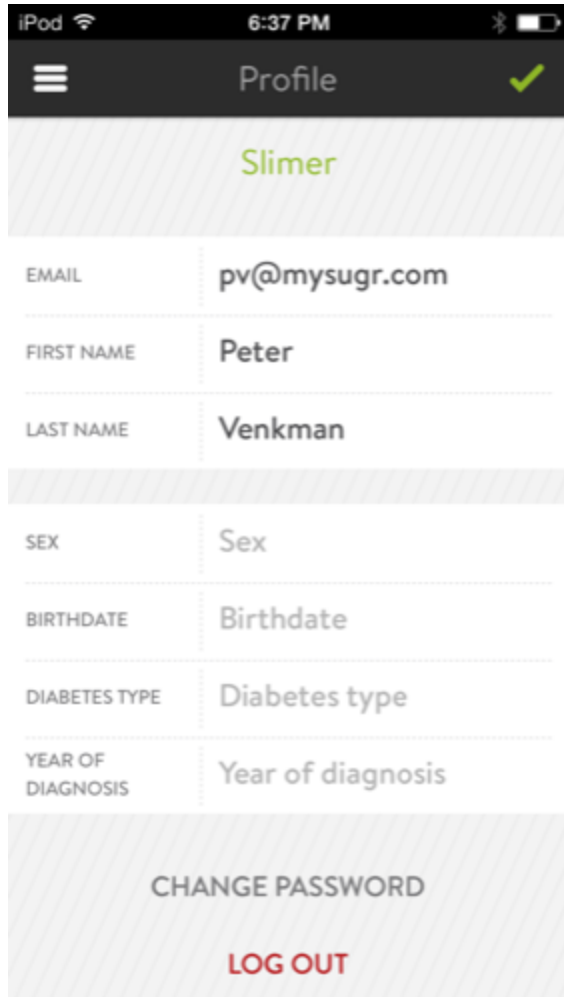 iPod 6:37 PM
Profile
Slimer
EMAIL pv@mysugr.com
FIRST NAME Peter
LAST NAME Venkman
SEX Sex
BIRTHDATE Birthdate
DIABETES TYPE Diabetes type
YEAR OF
DIAGNOSIS Year of diagnosis
CHANGE PASSWORD
LOG OUT